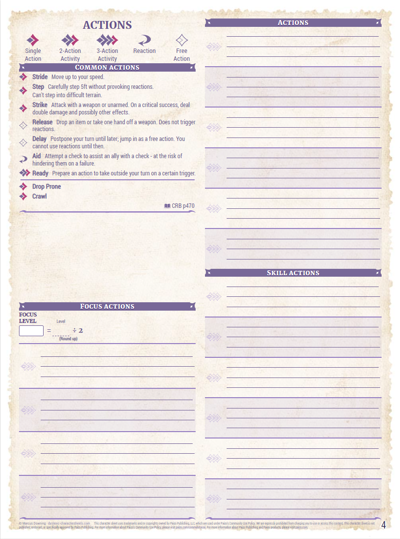 ACTIONS
Single Action
2-Action Activity
3-Action Activity
Reaction
Free Action
COMMON ACTIONS
Stride Move up to your speed.
Step Carefully step 5ft without provoking reactions.
Can't step into difficult terrain.
Strike Attack with a weapon or unarmed. On a critical success, deal
double damage and possibly other effects.
Release Drop an item or take one hand off a weapon. Does not trigger
reactions.
Delay Postpone your turn until later, jump in as a free action. You
cannot use reactions until then.
Aid Attempt a check to assist an ally with a check - at the risk of
hindering them on a failure.
Ready Prepare an action to take outside your turn on a certain trigger.
Drop Prone
Crawl
CRB p470
FOCUS ACTIONS
FOCUS
LEVEL
Level
= ÷ 2
(Round up)
ACTIONS
SKILL ACTIONS
4